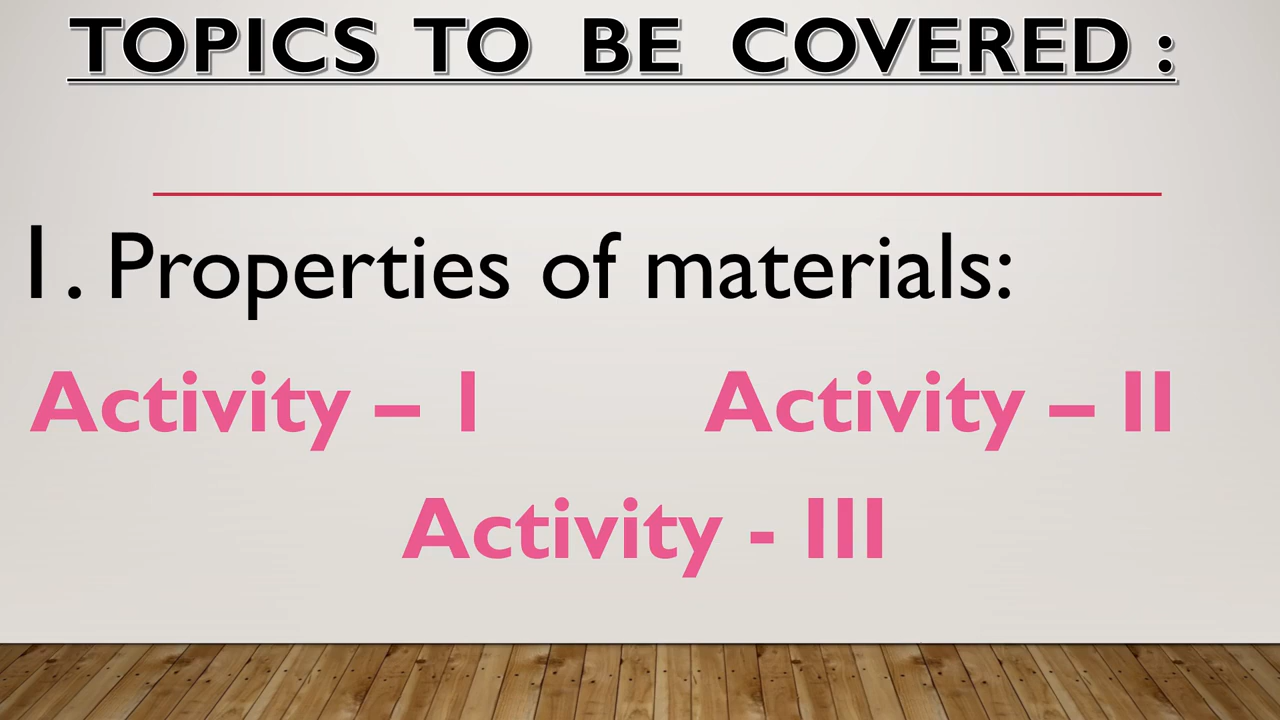 TOPICS TO BE COVERED :
1. Properties of materials:
Activity – I Activity – II
Activity - III